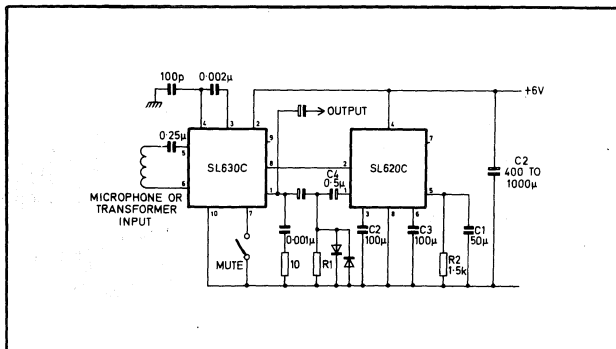 100p
0·002µ
+6V
OUTPUT
4
3
2
9
4
7
0·25µ
5
SL630C
8
2
SL620C
C2
400 TO
1000µ
6
1
C4
0·5µ
1
5
MICROPHONE OR
TRANSFORMER
INPUT
10
7
3
8
6
MUTE
0·001µ
10
R1
C2
100µ
C3
100µ
R2
1·5k
C1
50µ